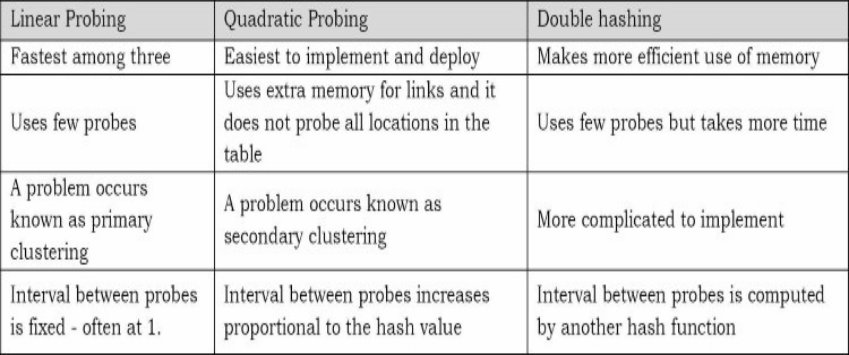 Linear Probing
Quadratic Probing
Double hashing
Fastest among three
Easiest to implement and deploy
Makes more efficient use of memory
Uses few probes
Uses extra memory for links and it
does not probe all locations in the
table
Uses few probes but takes more time
A problem occurs
known as primary
clustering
A problem occurs known as
secondary clustering
More complicated to implement
Interval between probes
is fixed - often at 1.
Interval between probes increases
proportional to the hash value
Interval between probes is computed
by another hash function